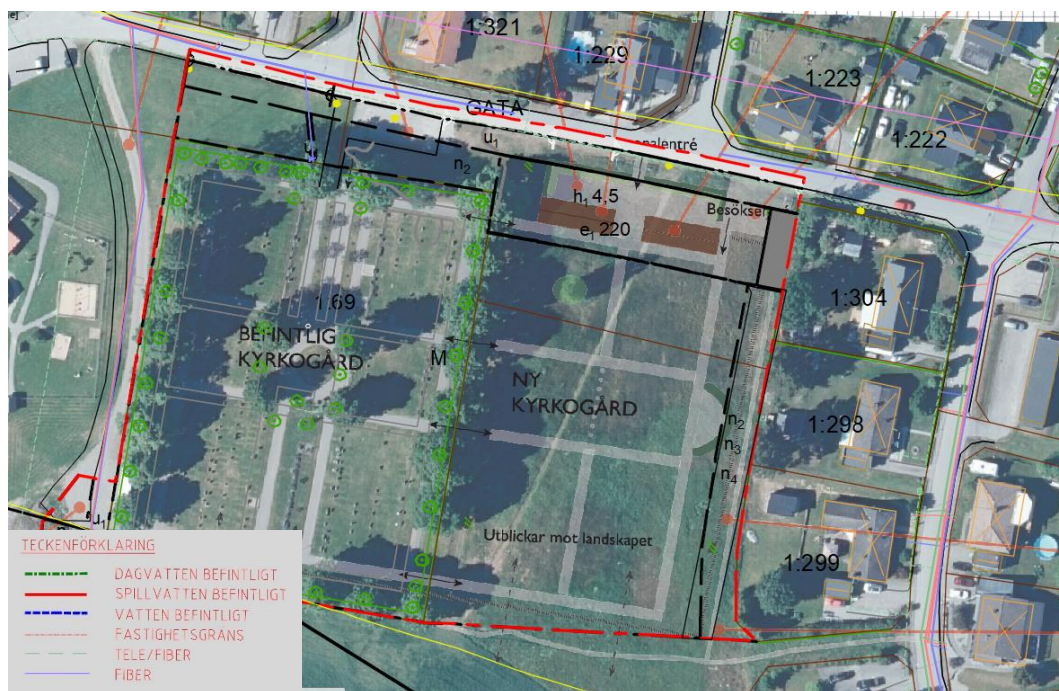 1:321
1:229
1:223
1:222
GATA
u₁
n₂
h₁ 4,5
e₁ 220
1:304
1:69
BEFINTLIG
KYRKOGÅRD
M
NY
KYRKOGÅRD
n₂
n₃
n₄
1:298
Utblickar mot landskapet
1:299
u₁
TECKENFÖRKLARING
DAGVATTEN BEFINTLIGT
SPILLVATTEN BEFINTLIGT
VATTEN BEFINTLIGT
FASTIGHETSGRÄNS
TELE/FIBER
FIBER